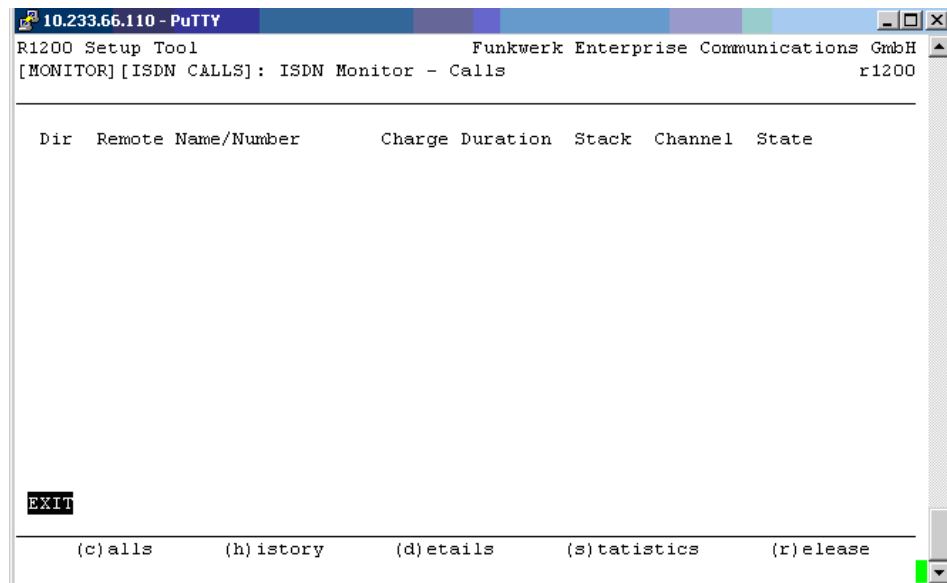 10.233.66.110 - PuTTY
R1200 Setup Tool Funkwerk Enterprise Communications GmbH
[MONITOR][ISDN CALLS]: ISDN Monitor - Calls r1200
Dir Remote Name/Number Charge Duration Stack Channel State
EXIT
(c)alls (h)istory (d)etails (s)tatistics (r)elease